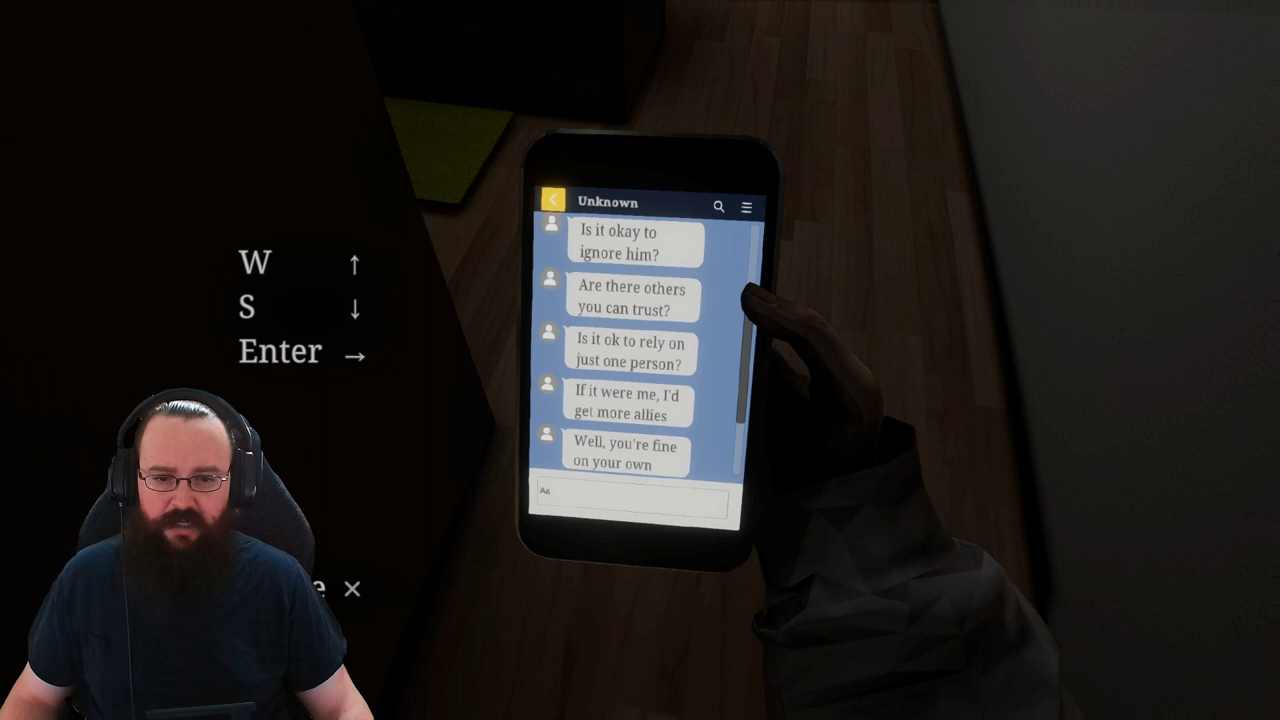 W ↑
S ↓
Enter →
e ×
Unknown
Is it okay to
ignore him?
Are there others
you can trust?
Is it ok to rely on
just one person?
If it were me, I'd
get more allies
Well, you're fine
on your own
Aa